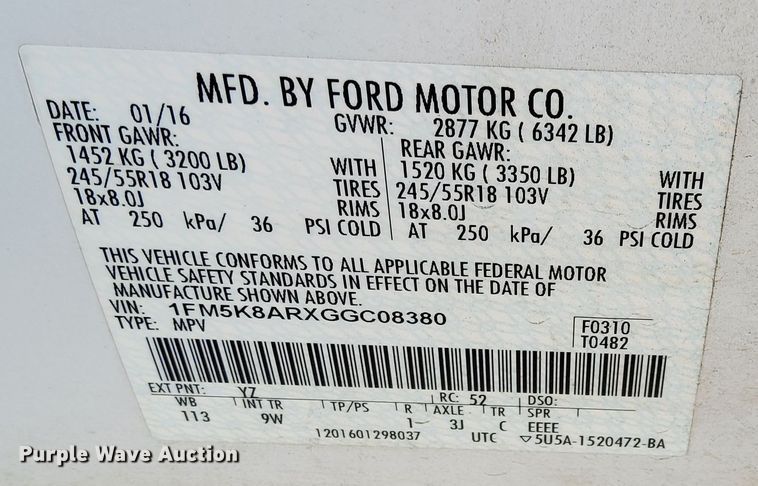 MFD. BY FORD MOTOR CO.
DATE: 01/16 GVWR: 2877 KG ( 6342 LB)
FRONT GAWR: REAR GAWR:
1452 KG ( 3200 LB) WITH 1520 KG ( 3350 LB) WITH
245/55R18 103V TIRES 245/55R18 103V TIRES
18x8.0J RIMS 18x8.0J RIMS
AT 250 kPa/ 36 PSI COLD AT 250 kPa/ 36 PSI COLD
THIS VEHICLE CONFORMS TO ALL APPLICABLE FEDERAL MOTOR
VEHICLE SAFETY STANDARDS IN EFFECT ON THE DATE OF
MANUFACTURE SHOWN ABOVE.
VIN: 1FM5K8ARXGGC08380 F0310
TYPE: MPV T0482
EXT PNT: YZ RC: 52 DSO:
WB INT TR TP/PS R AXLE TR SPR
113 9W 1- 3J C EEEE
1201601298037 UTC ▽5U5A-1520472-BA
Purple Wave Auction